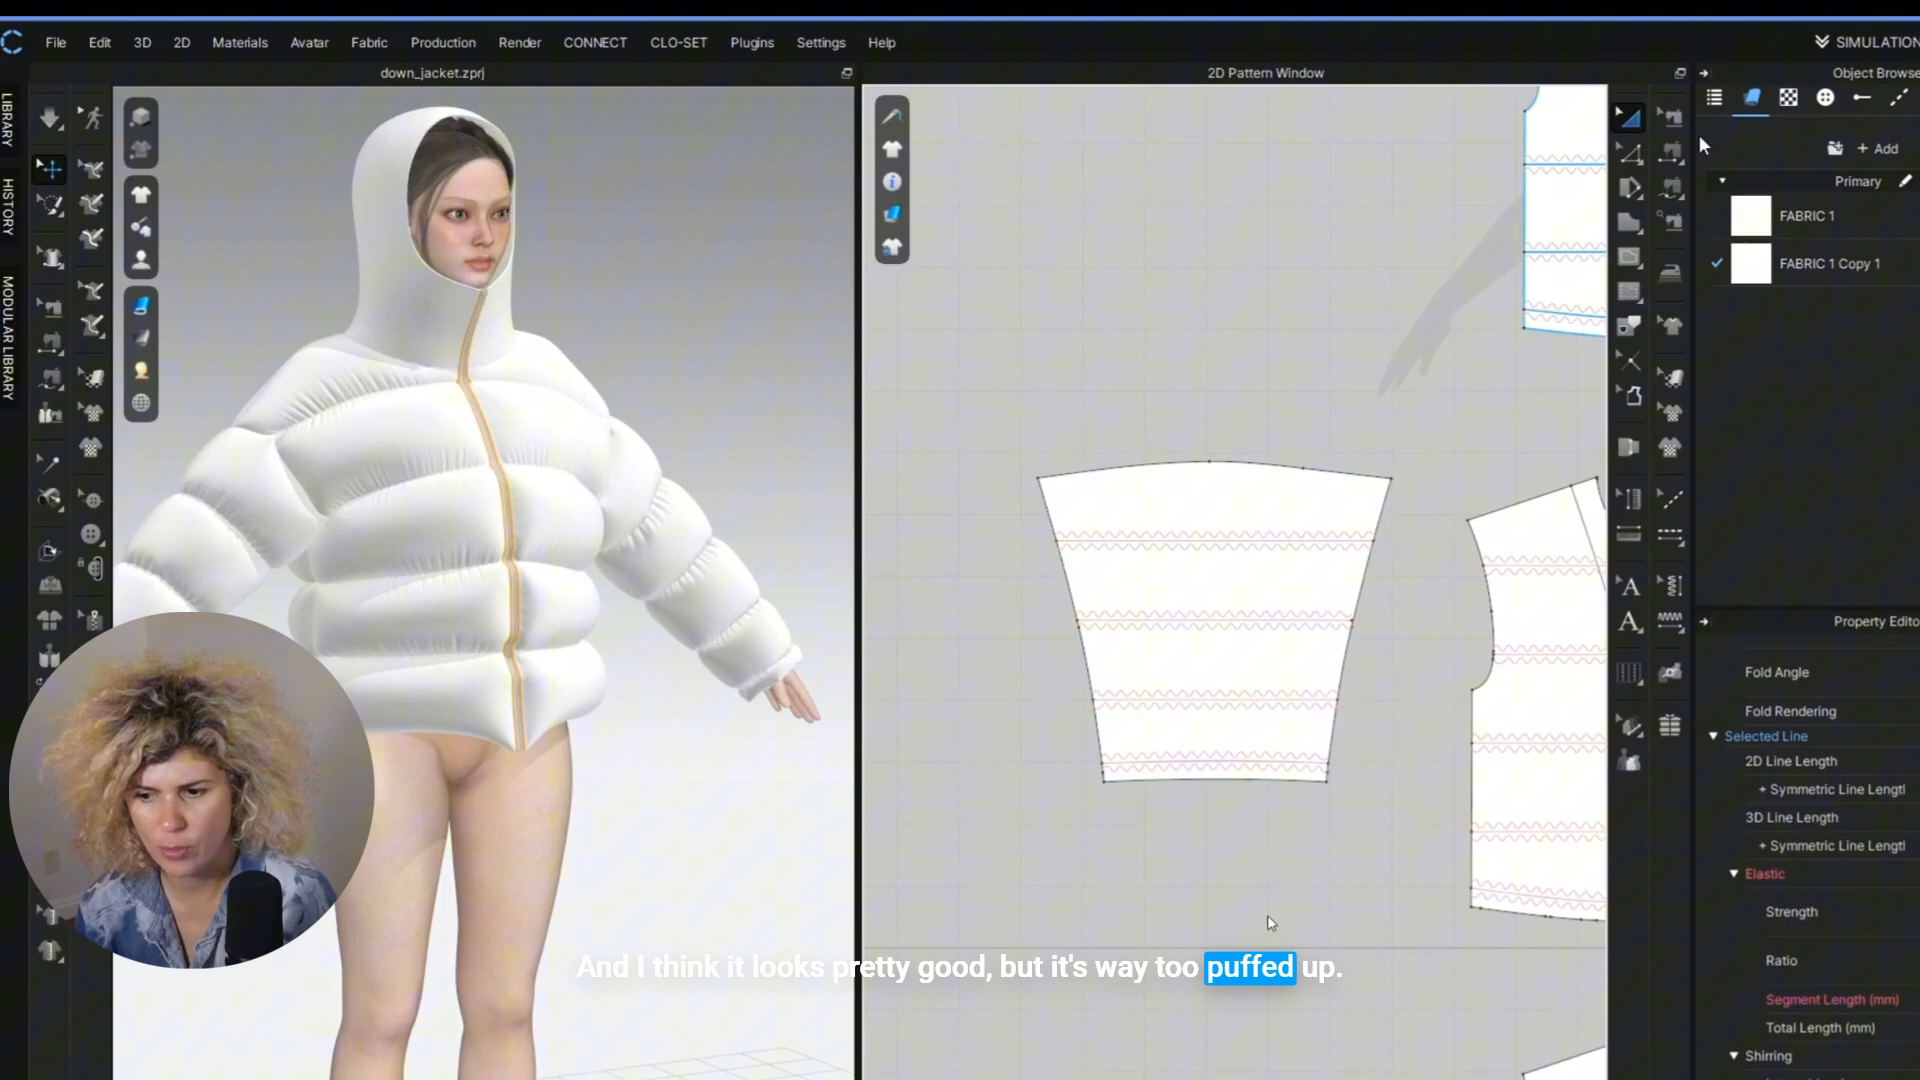 File Edit 3D 2D Materials Avatar Fabric Production Render CONNECT CLO-SET Plugins Settings Help
SIMULATION
down_jacket.zprj
2D Pattern Window
Object Browse
LIBRARY
HISTORY
MODULAR LIBRARY
+ Add
Primary
FABRIC 1
FABRIC 1 Copy 1
A
A
Property Edito
Fold Angle
Fold Rendering
Selected Line
2D Line Length
+ Symmetric Line Lengtl
3D Line Length
+ Symmetric Line Lengtl
Elastic
Strength
Ratio
Segment Length (mm)
Total Length (mm)
Shirring
And I think it looks pretty good, but it's way too puffed up.